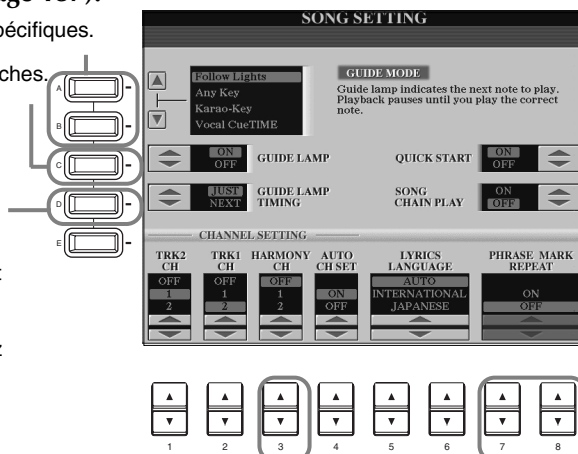 pécifiques.
ches.
A
B
C
D
E
SONG SETTING
Follow Lights
Any Key
Karao-Key
Vocal CueTIME
GUIDE MODE
Guide lamp indicates the next note to play.
Playback pauses until you play the correct
note.
ON
OFF
GUIDE LAMP
QUICK START
ON
OFF
JUST
NEXT
GUIDE LAMP
TIMING
SONG
CHAIN PLAY
ON
OFF
CHANNEL SETTING
TRK2
CH
OFF
1
2
TRK1
CH
OFF
1
2
HARMONY
CH
OFF
1
2
AUTO
CH SET
ON
OFF
LYRICS
LANGUAGE
AUTO
INTERNATIONAL
JAPANESE
PHRASE MARK
REPEAT
ON
OFF
t
z
1 2 3 4 5 6 7 8